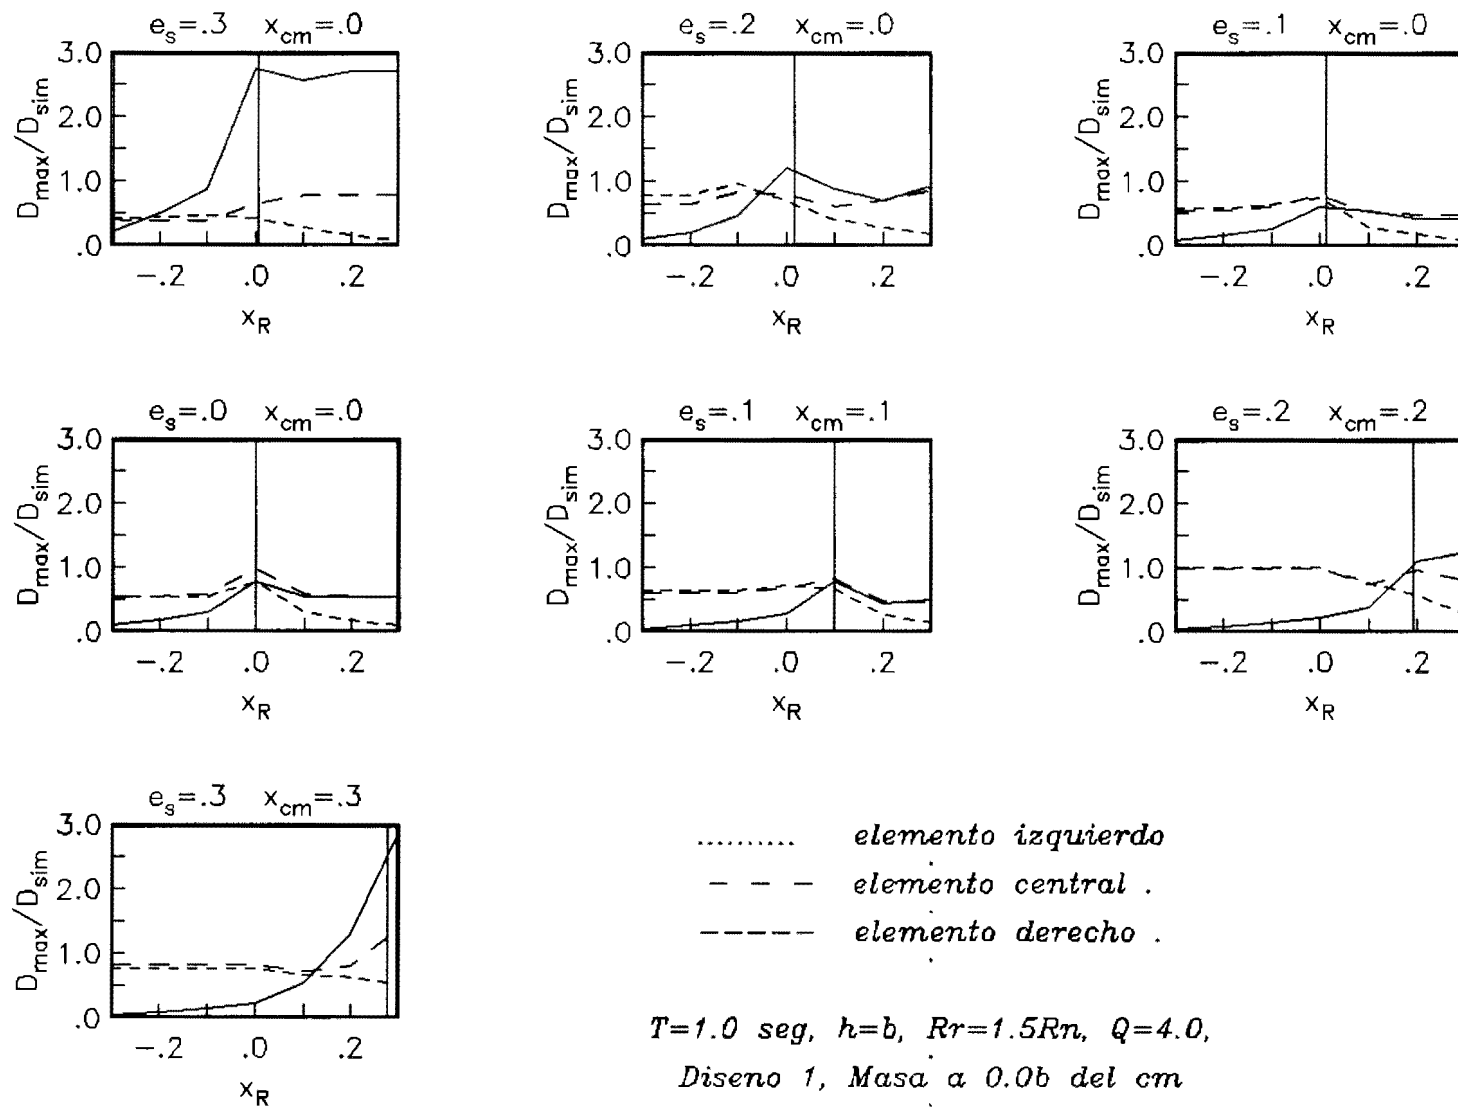 e_s=.3 x_cm=.0
e_s=.2 x_cm=.0
e_s=.1 x_cm=.0
D_max/D_sim
3.0
2.0
1.0
.0
-.2 .0 .2
x_R
D_max/D_sim
3.0
2.0
1.0
.0
-.2 .0 .2
x_R
D_max/D_sim
3.0
2.0
1.0
.0
-.2 .0 .2
x_R
e_s=.0 x_cm=.0
e_s=.1 x_cm=.1
e_s=.2 x_cm=.2
D_max/D_sim
3.0
2.0
1.0
.0
-.2 .0 .2
x_R
D_max/D_sim
3.0
2.0
1.0
.0
-.2 .0 .2
x_R
D_max/D_sim
3.0
2.0
1.0
.0
-.2 .0 .2
x_R
e_s=.3 x_cm=.3
D_max/D_sim
3.0
2.0
1.0
.0
-.2 .0 .2
x_R
elemento izquierdo
elemento central .
elemento derecho .
T=1.0 seg, h=b, Rr=1.5Rn, Q=4.0,
Diseno 1, Masa a 0.0b del cm